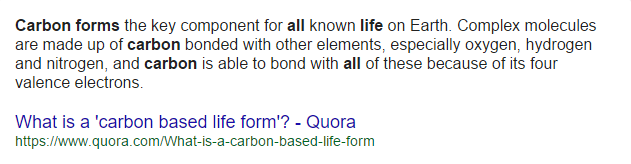 Carbon forms the key component for all known life on Earth. Complex molecules
are made up of carbon bonded with other elements, especially oxygen, hydrogen
and nitrogen, and carbon is able to bond with all of these because of its four
valence electrons.
What is a 'carbon based life form'? - Quora
https://www.quora.com/What-is-a-carbon-based-life-form